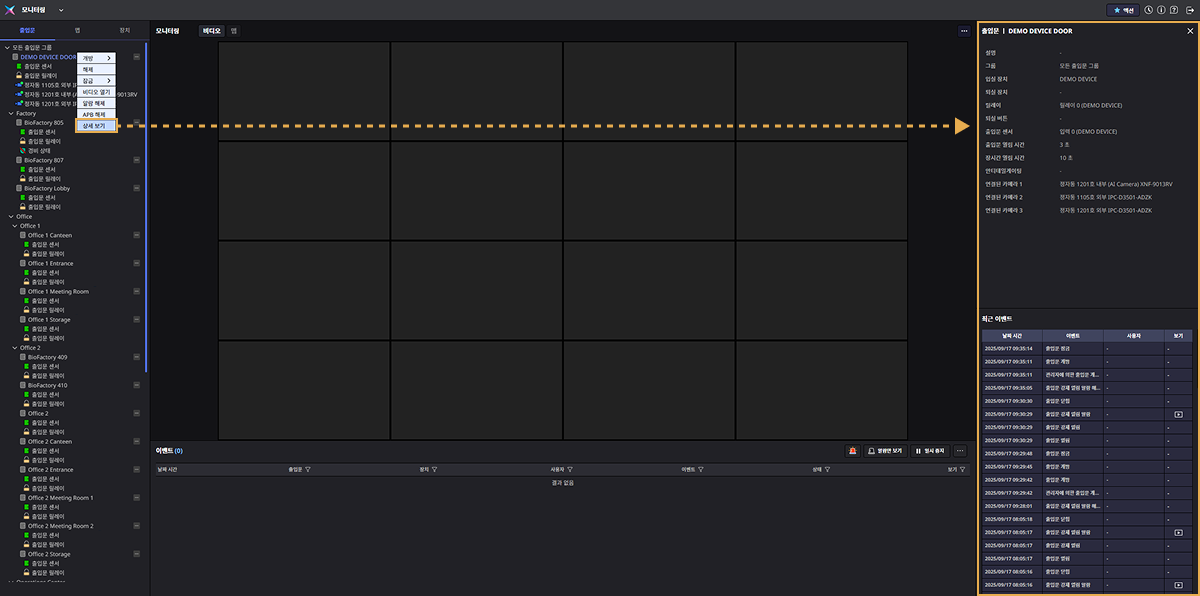 모니터링
액션
출입문 맵 장치
모든 출입문 그룹
DEMO DEVICE DOOR
출입문 센서
출입문 릴레이
정자동 1105호 외부 I
정자동 1201호 내부 (A 9013RV
정자동 1201호 외부 I
Factory
BioFactory 805
출입문 센서
출입문 릴레이
경비 상태
BioFactory 807
출입문 센서
출입문 릴레이
BioFactory Lobby
출입문 센서
출입문 릴레이
Office
Office 1
Office 1 Canteen
출입문 센서
출입문 릴레이
Office 1 Entrance
출입문 센서
출입문 릴레이
Office 1 Meeting Room
출입문 센서
출입문 릴레이
Office 1 Storage
출입문 센서
출입문 릴레이
Office 2
BioFactory 409
출입문 센서
출입문 릴레이
BioFactory 410
출입문 센서
출입문 릴레이
Office 2
출입문 센서
출입문 릴레이
Office 2 Canteen
출입문 센서
출입문 릴레이
Office 2 Entrance
출입문 센서
출입문 릴레이
Office 2 Meeting Room 1
출입문 센서
출입문 릴레이
Office 2 Meeting Room 2
출입문 센서
출입문 릴레이
Office 2 Storage
출입문 센서
출입문 릴레이
개방
해제
잠금
비디오 열기
알람 해제
APB 해제
상세 보기
모니터링 비디오 맵
이벤트 (0)
알람만 보기 일시 중지
날짜 시간 출입문 장치 사용자 이벤트 상태 보기
결과 없음
출입문 | DEMO DEVICE DOOR
설명 -
그룹 모든 출입문 그룹
입실 장치 DEMO DEVICE
퇴실 장치 -
릴레이 릴레이 0 (DEMO DEVICE)
퇴실 버튼 -
출입문 센서 입력 0 (DEMO DEVICE)
출입문 열림 시간 3 초
장시간 열림 시간 10 초
안티테일게이팅 -
연결된 카메라 1 정자동 1201호 내부 (AI Camera) XNF-9013RV
연결된 카메라 2 정자동 1105호 외부 IPC-D3501-ADZK
연결된 카메라 3 정자동 1201호 외부 IPC-D3501-ADZK
최근 이벤트
날짜 시간 이벤트 사용자 보기
2025/09/17 09:35:14 출입문 잠금 - -
2025/09/17 09:35:11 출입문 개방 - -
2025/09/17 09:35:11 관리자에 의한 출입문 개... - -
2025/09/17 09:35:05 출입문 강제 열림 알람 해... - -
2025/09/17 09:30:30 출입문 닫힘 - -
2025/09/17 09:30:29 출입문 강제 열림 알람 -
2025/09/17 09:30:29 출입문 강제 열림 - -
2025/09/17 09:30:29 출입문 열림 - -
2025/09/17 09:29:48 출입문 잠금 - -
2025/09/17 09:29:45 출입문 개방 - -
2025/09/17 09:29:42 출입문 개방 - -
2025/09/17 09:29:42 관리자에 의한 출입문 개... - -
2025/09/17 09:28:01 출입문 강제 열림 알람 해... - -
2025/09/17 08:05:18 출입문 닫힘 - -
2025/09/17 08:05:17 출입문 강제 열림 알람 -
2025/09/17 08:05:17 출입문 강제 열림 - -
2025/09/17 08:05:17 출입문 열림 - -
2025/09/17 08:05:16 출입문 닫힘 - -
2025/09/17 08:05:16 출입문 강제 열림 알람 -